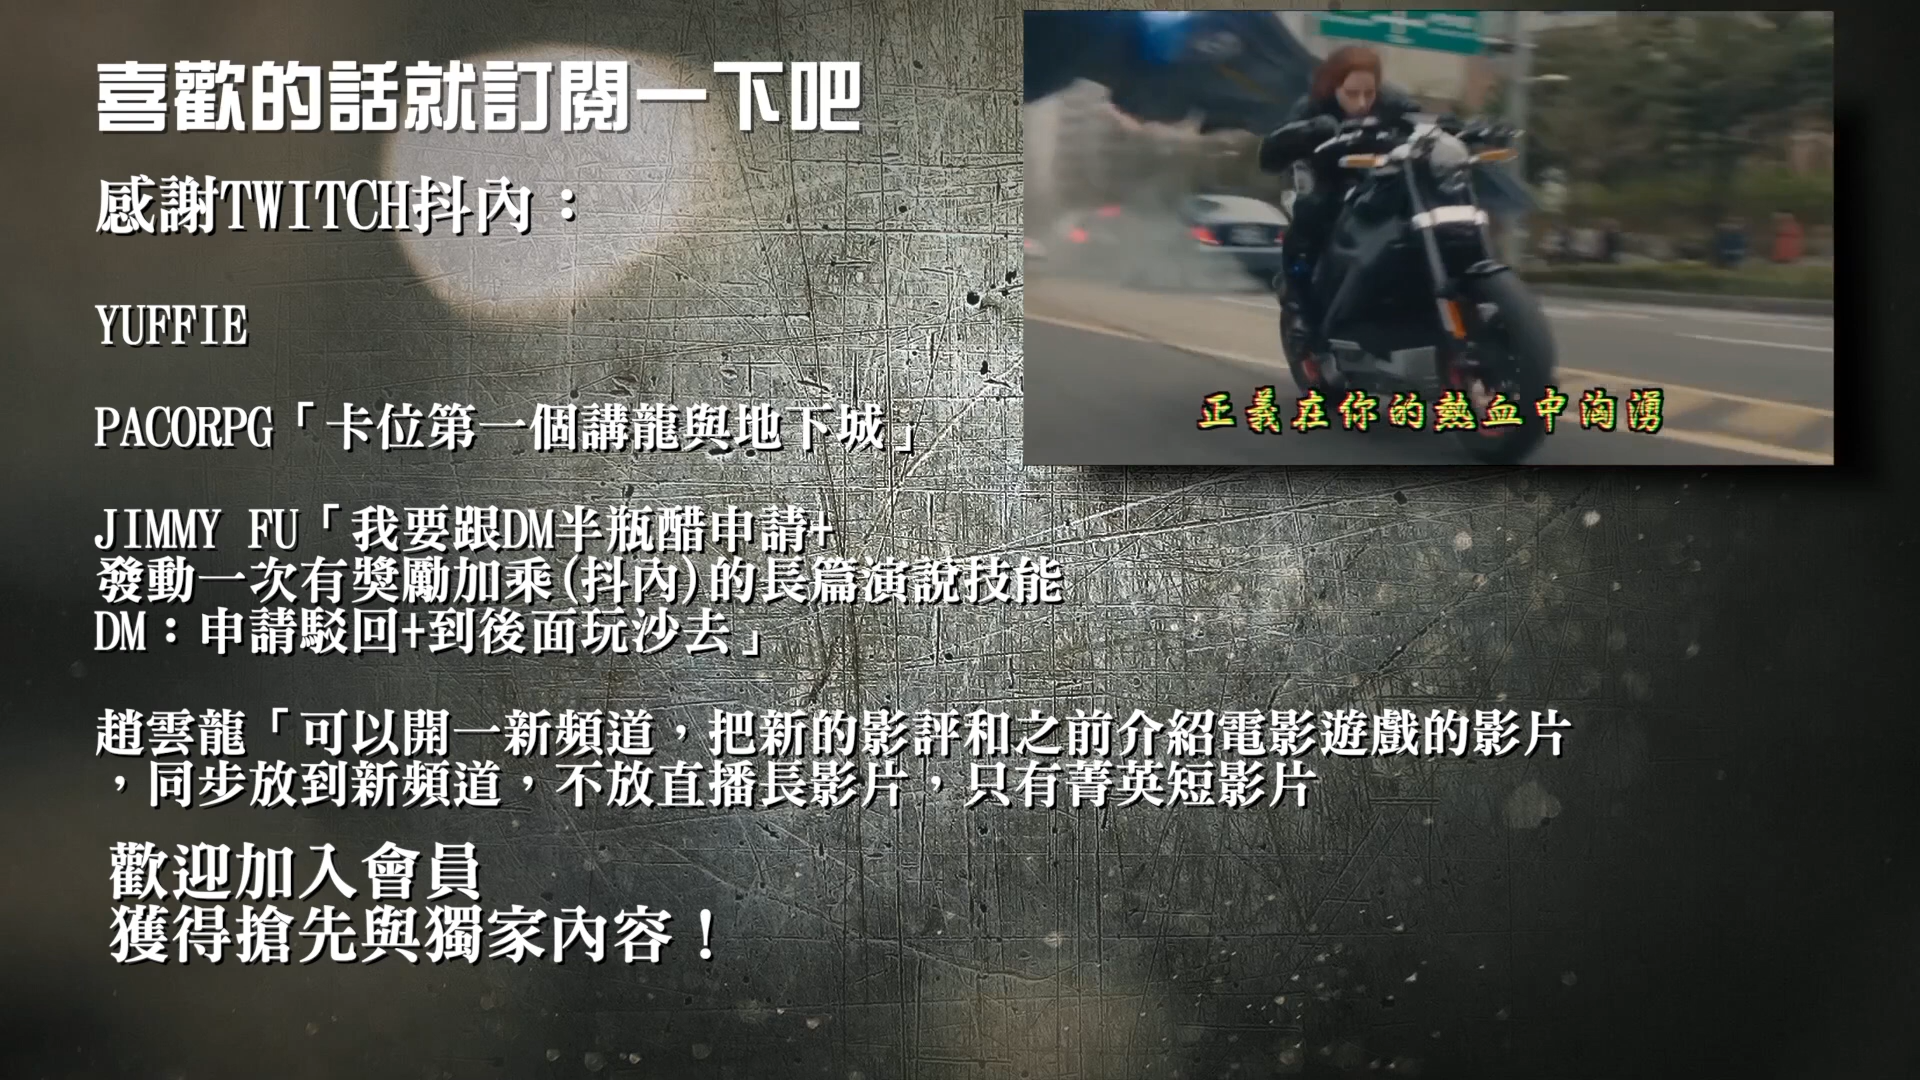 喜歡的話就訂閱一下吧
感謝TWITCH抖內：
YUFFIE
PACORPG「卡位第一個講龍與地下城」
JIMMY FU「我要跟DM半瓶醋申請+
發動一次有獎勵加乘(抖內)的長篇演說技能
DM：申請駁回+到後面玩沙去」
趙雲龍「可以開一新頻道，把新的影評和之前介紹電影遊戲的影片
，同步放到新頻道，不放直播長影片，只有菁英短影片
歡迎加入會員
獲得搶先與獨家內容！
正義在你的熱血中洶湧